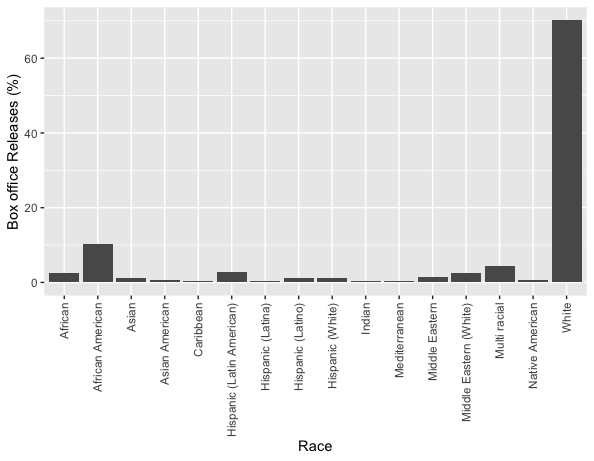 Box office Releases (%)
60
40
20
0
African
African American
Asian
Asian American
Caribbean
Hispanic (Latin American)
Hispanic (Latina)
Hispanic (Latino)
Hispanic (White)
Indian
Mediterranean
Middle Eastern
Middle Eastern (White)
Multi racial
Native American
White
Race